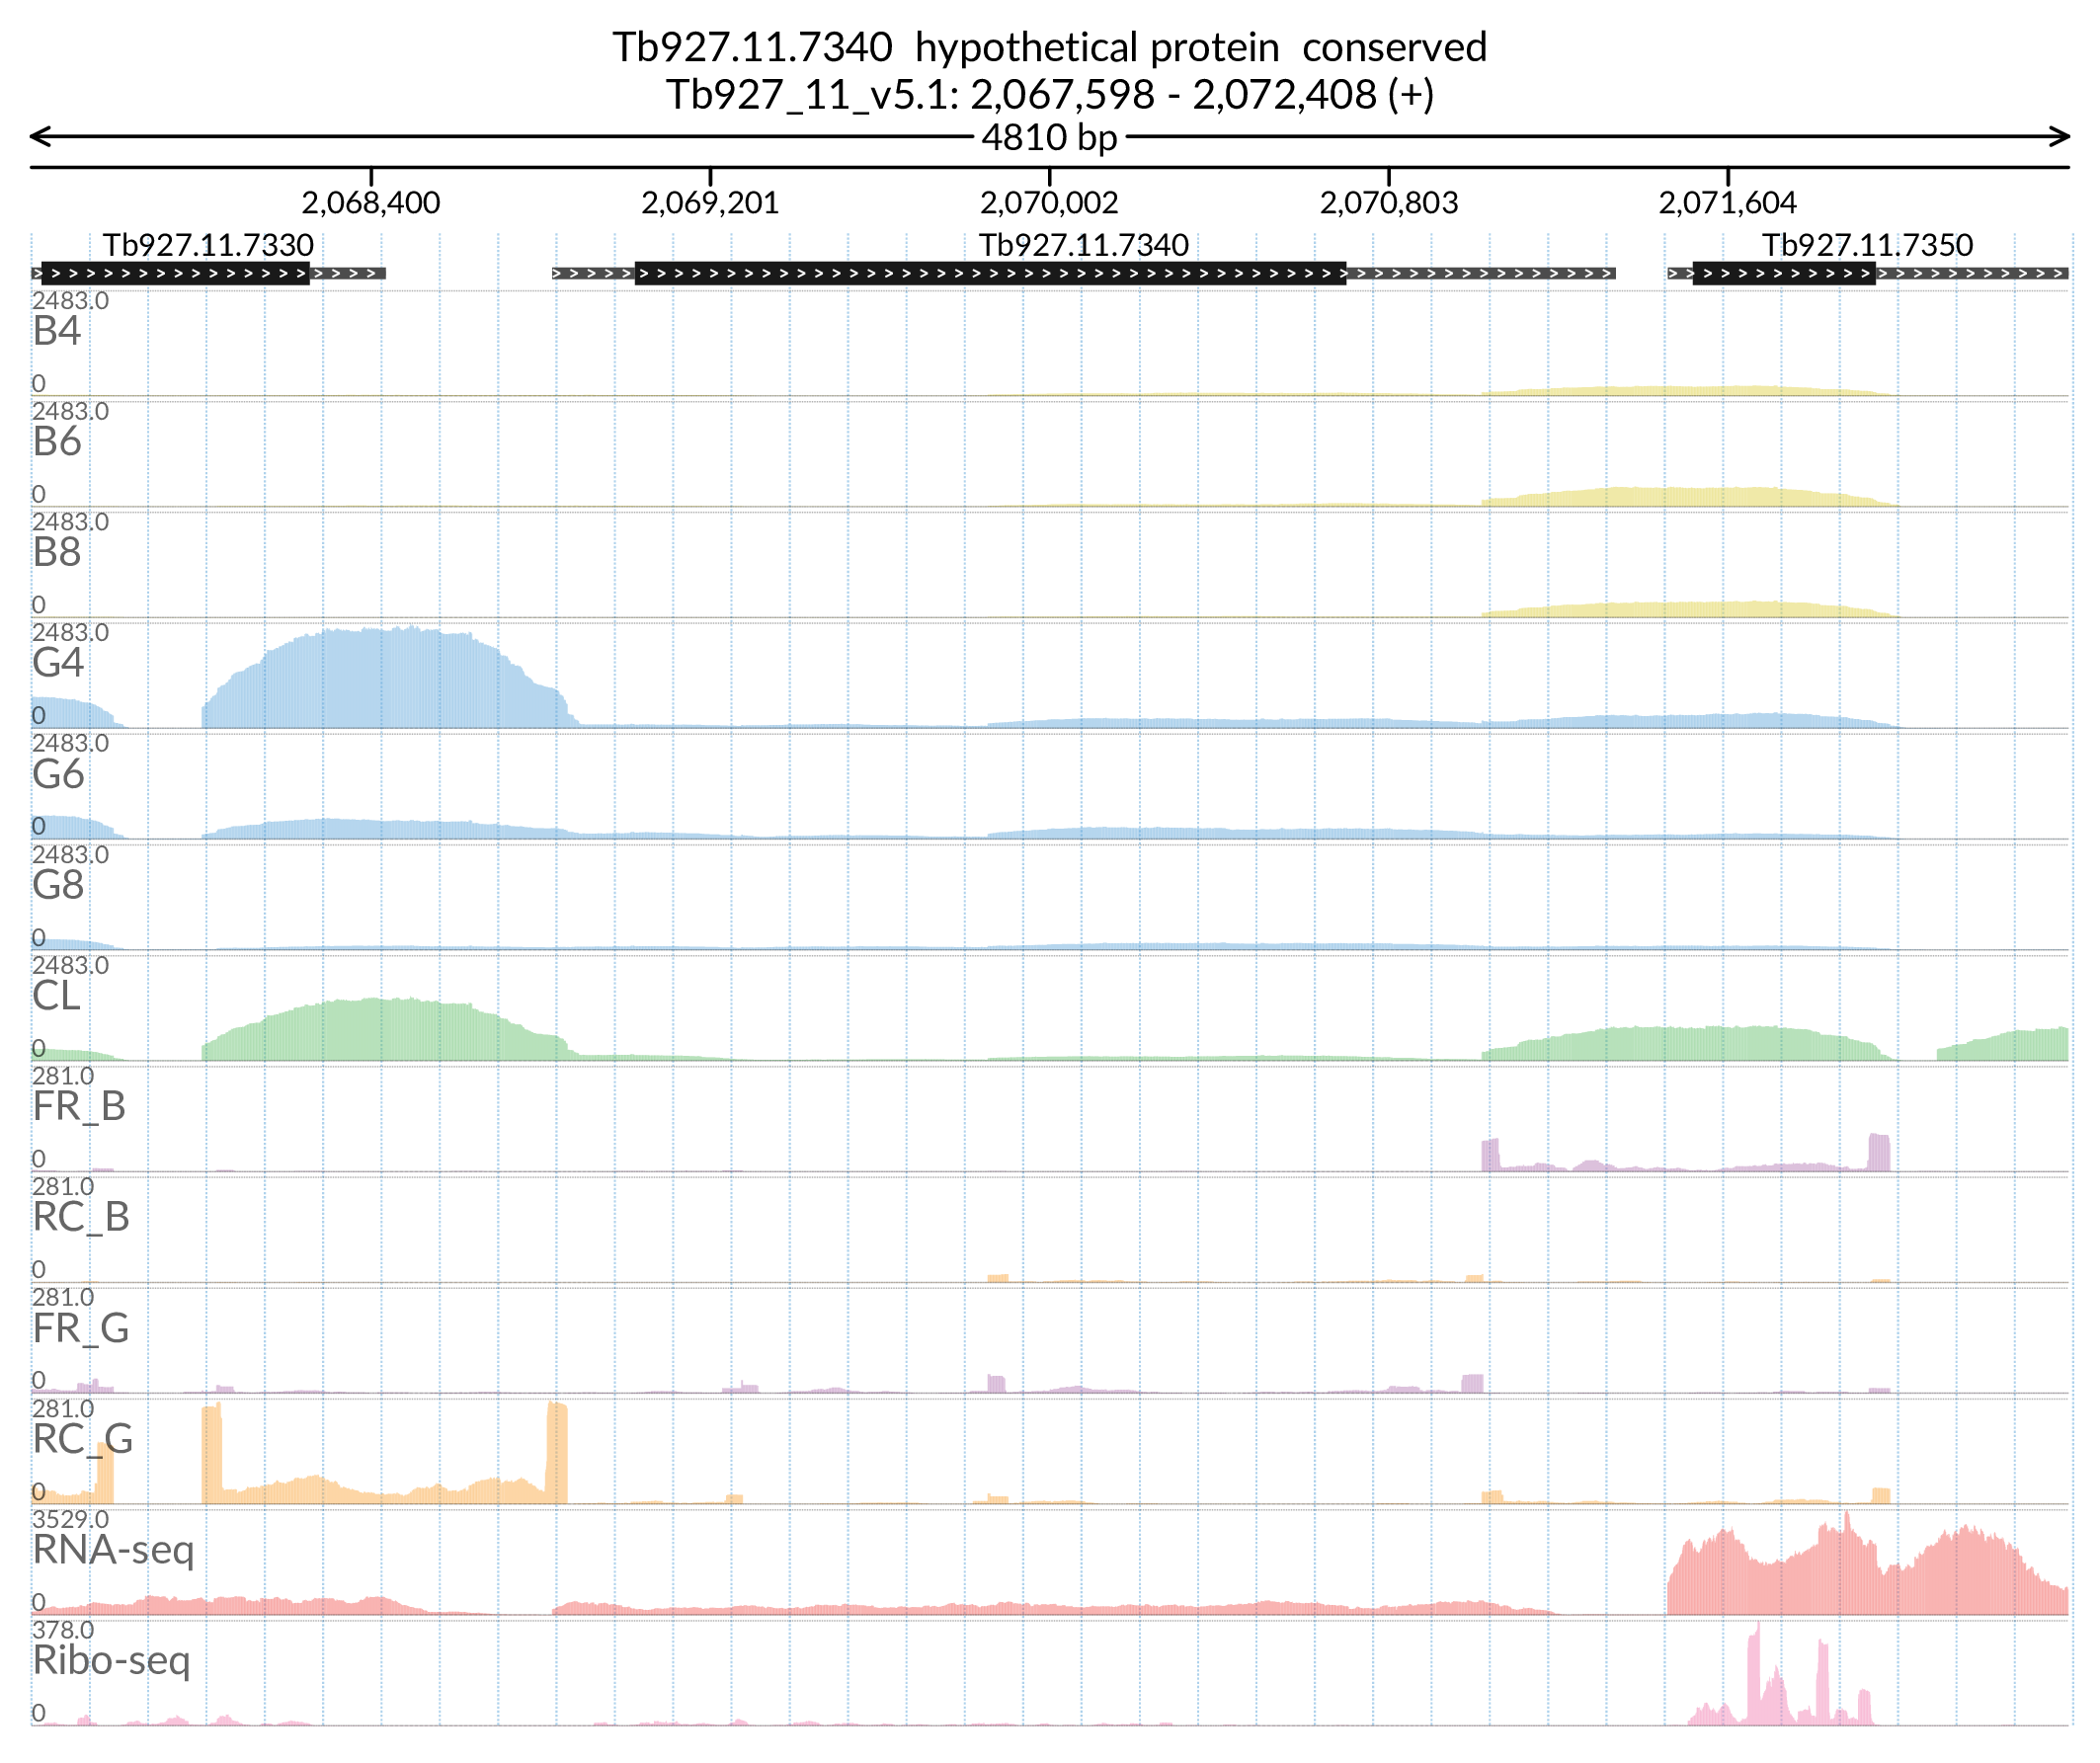 Tb927.11.7340 hypothetical protein conserved
Tb927_11_v5.1: 2,067,598 - 2,072,408 (+)
4810 bp
2,068,400 2,069,201 2,070,002 2,070,803 2,071,604
Tb927.11.7330 Tb927.11.7340 Tb927.11.7350
2483.0
B4
0
2483.0
B6
0
2483.0
B8
0
2483.0
G4
0
2483.0
G6
0
2483.0
G8
0
2483.0
CL
0
281.0
FR_B
0
281.0
RC_B
0
281.0
FR_G
0
281.0
RC_G
0
3529.0
RNA-seq
0
378.0
Ribo-seq
0